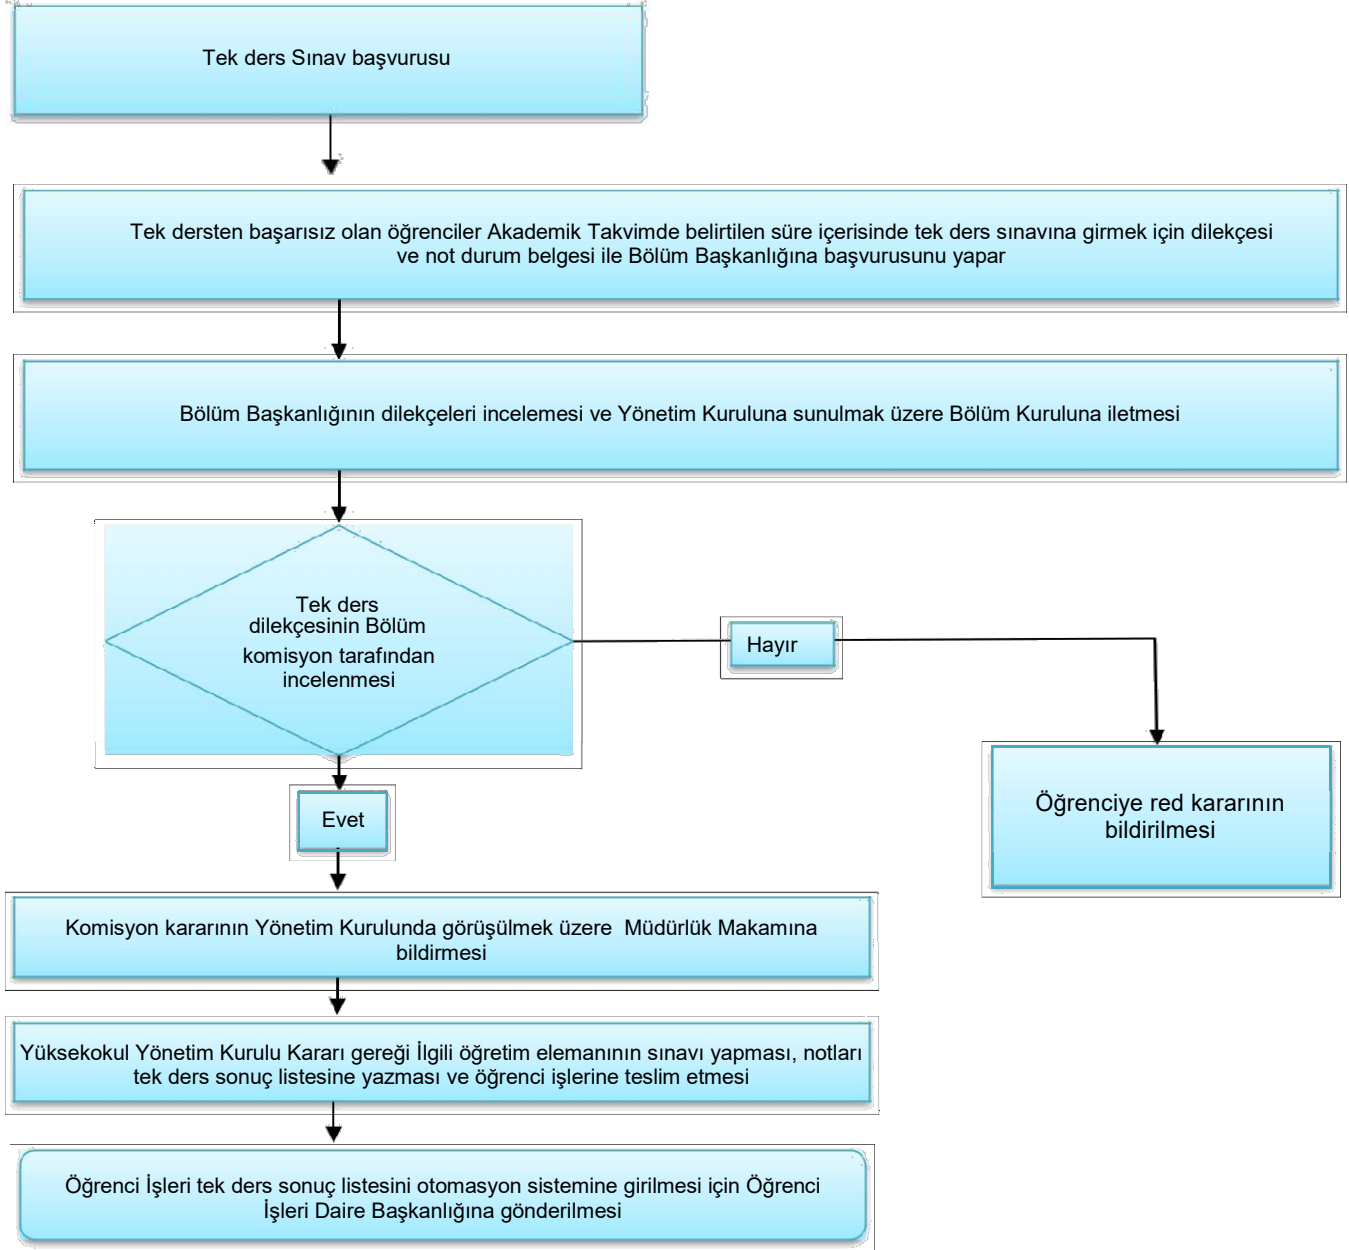 Tek ders Sınav başvurusu
Tek dersten başarısız olan öğrenciler Akademik Takvimde belirtilen süre içerisinde tek ders sınavına girmek için dilekçesi
ve not durum belgesi ile Bölüm Başkanlığına başvurusunu yapar
Bölüm Başkanlığının dilekçeleri incelemesi ve Yönetim Kuruluna sunulmak üzere Bölüm Kuruluna iletmesi
Tek ders
dilekçesinin Bölüm
komisyon tarafından
incelenmesi
Hayır
Öğrenciye red kararının
bildirilmesi
Evet
Komisyon kararının Yönetim Kurulunda görüşülmek üzere  Müdürlük Makamına
bildirmesi
Yüksekokul Yönetim Kurulu Kararı gereği İlgili öğretim elemanının sınavı yapması, notları
tek ders sonuç listesine yazması ve öğrenci işlerine teslim etmesi
Öğrenci İşleri tek ders sonuç listesini otomasyon sistemine girilmesi için Öğrenci
İşleri Daire Başkanlığına gönderilmesi